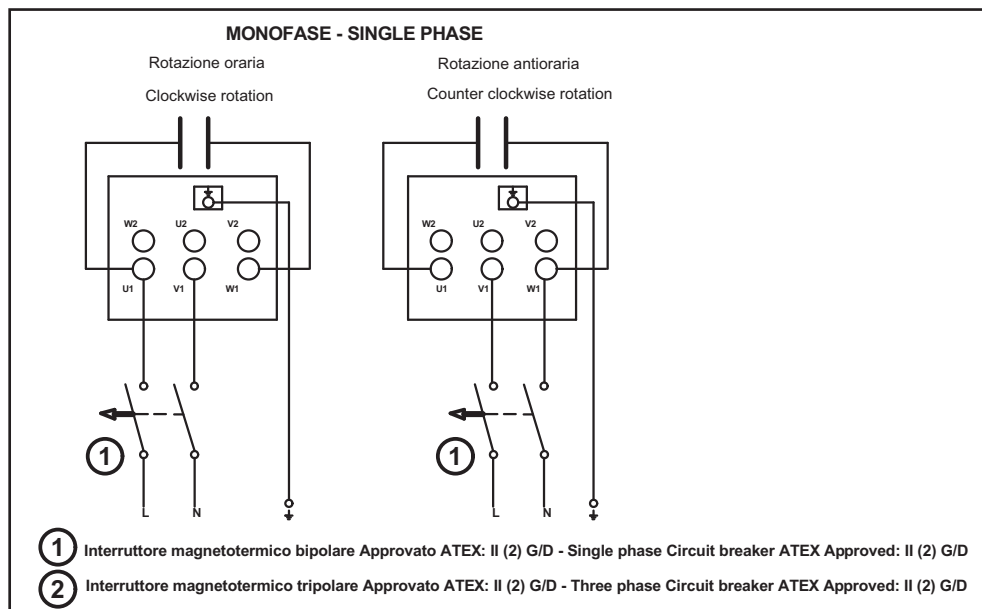 MONOFASE - SINGLE PHASE
Rotazione oraria
Clockwise rotation
W2 U2 V2
U1 V1 W1
1
L N
Rotazione antioraria
Counter clockwise rotation
W2 U2 V2
U1 V1 W1
1
L N
1 Interruttore magnetotermico bipolare Approvato ATEX: II (2) G/D - Single phase Circuit breaker ATEX Approved: II (2) G/D
2 Interruttore magnetotermico tripolare Approvato ATEX: II (2) G/D - Three phase Circuit breaker ATEX Approved: II (2) G/D